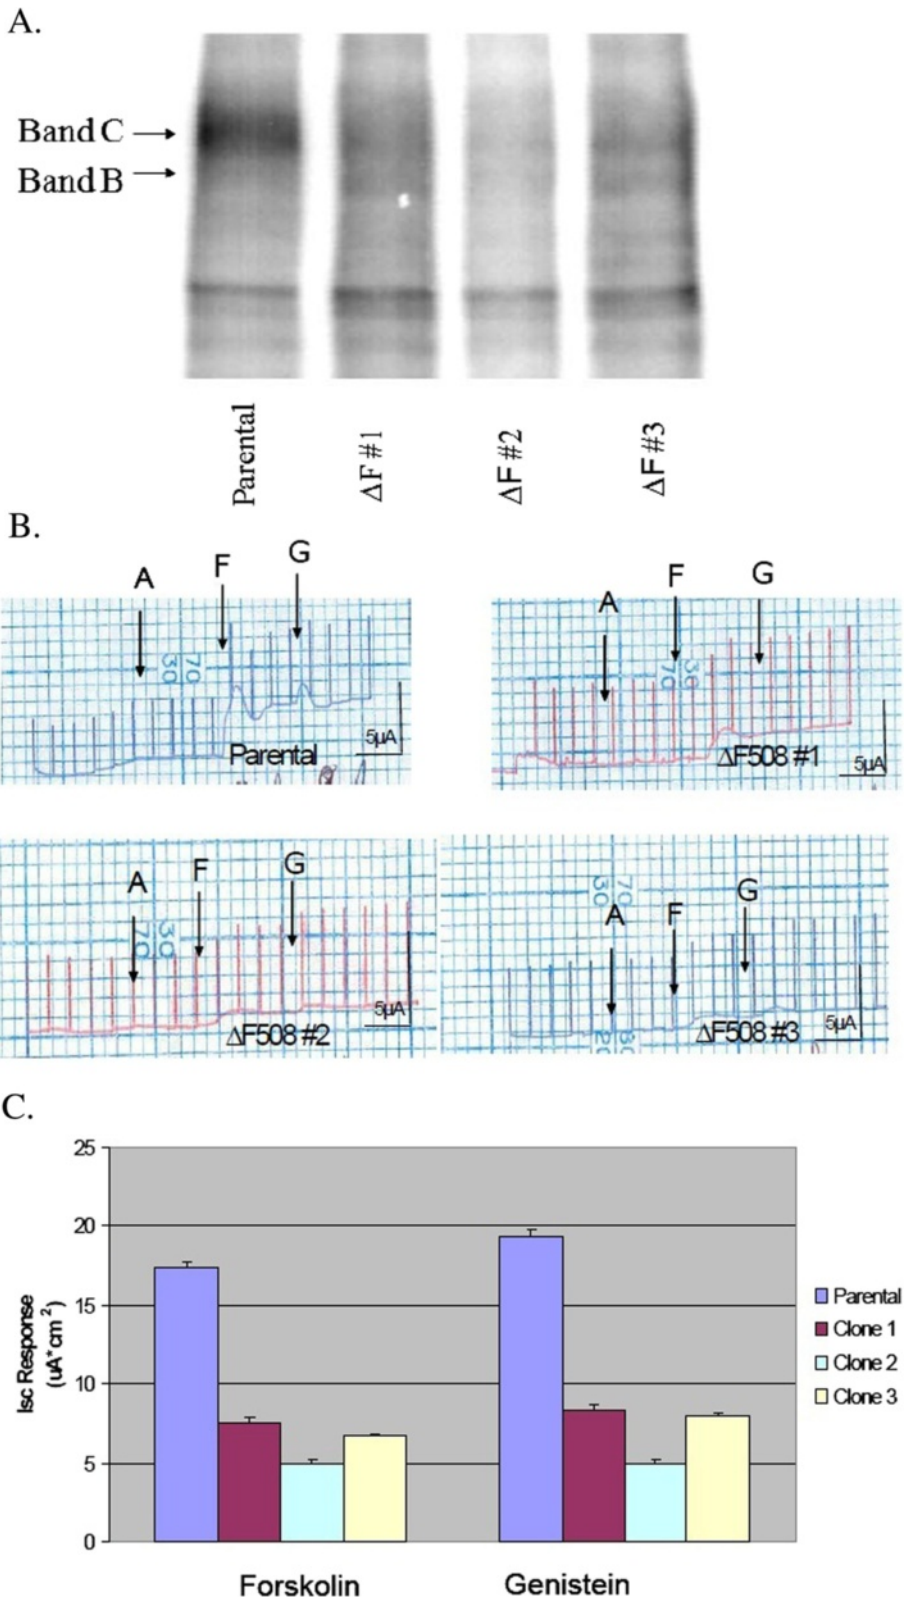 A.
Band C
Band B
Parental
ΔF #1
ΔF #2
ΔF #3
B.
A
F
G
30
70
Parental
5μA
A
F
G
70
30
ΔF508 #1
5μA
A
F
G
70
30
ΔF508 #2
5μA
30
70
A
F
G
ΔF508 #3
5μA
C.
25
20
15
10
5
0
Isc Response
(uA*cm²)
Forskolin
Genistein
Parental
Clone 1
Clone 2
Clone 3